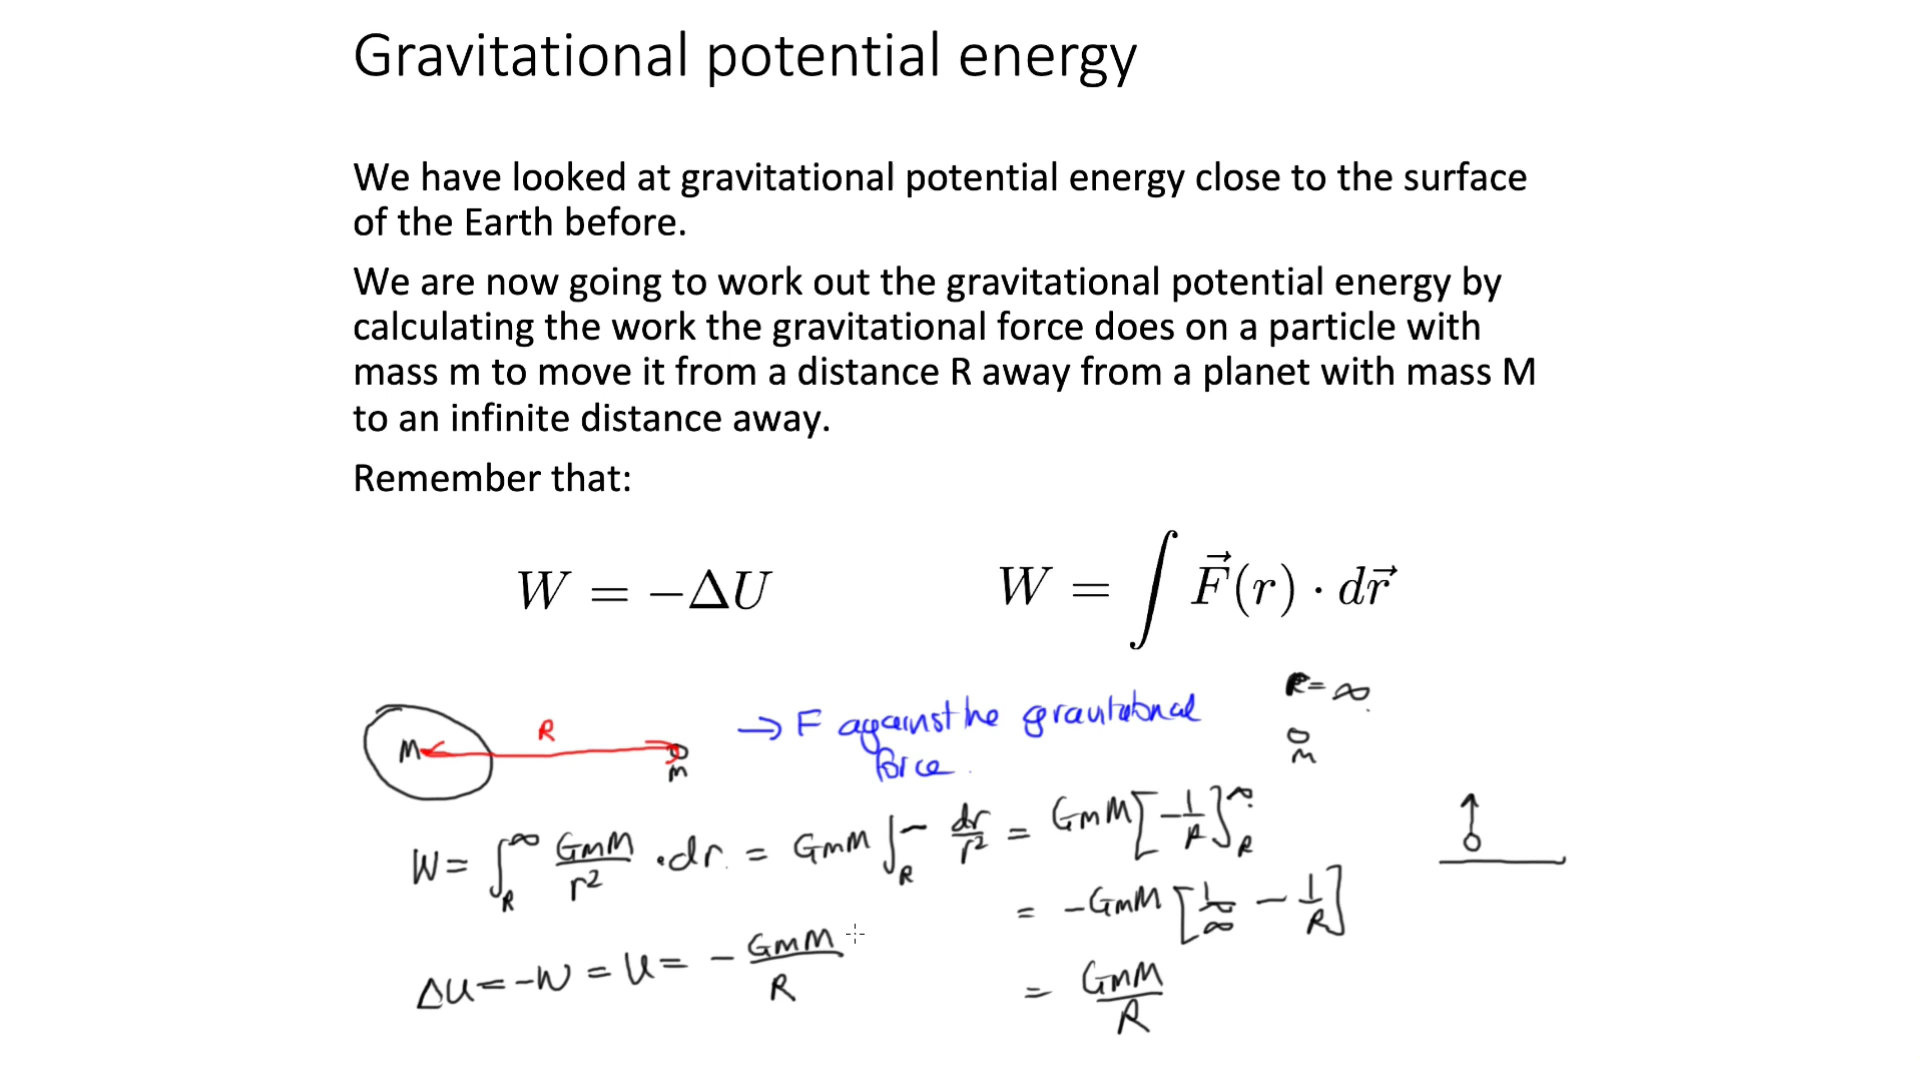 Gravitational potential energy
We have looked at gravitational potential energy close to the surface
of the Earth before.
We are now going to work out the gravitational potential energy by
calculating the work the gravitational force does on a particle with
mass m to move it from a distance R away from a planet with mass M
to an infinite distance away.
Remember that:
W = −ΔU
W = ∫ F⃗(r) · dr⃗
M R m
→ F against the gravitational
force.
r = ∞
m
W = ∫_R^∞ GmM/r² · dr = GmM ∫_R^∞ dr/r² = GmM [−1/R]_R^∞
= −GmM [1/∞ − 1/R]
= GmM/R
ΔU = −W = U = − GmM/R